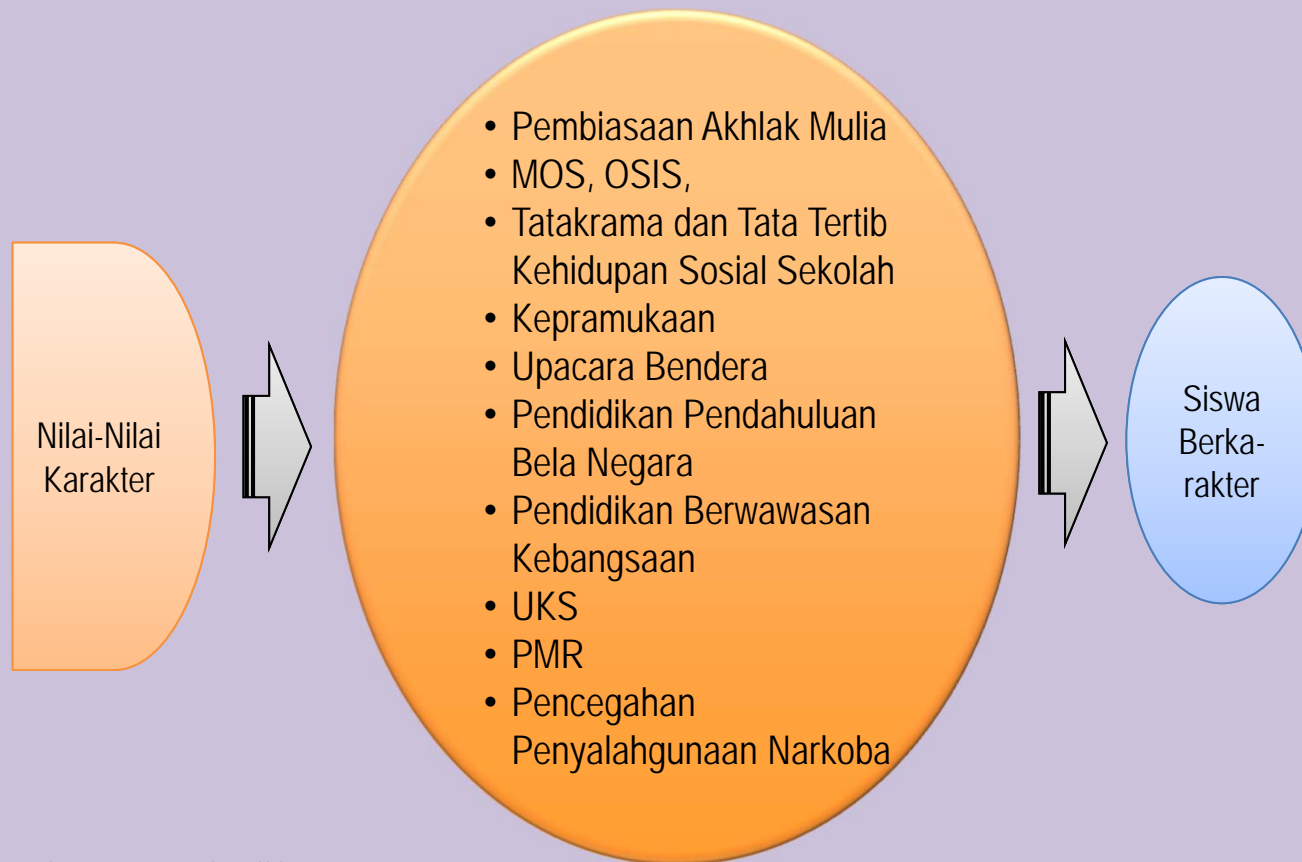 Nilai-Nilai
Karakter
• Pembiasaan Akhlak Mulia
• MOS, OSIS,
• Tatakrama dan Tata Tertib
Kehidupan Sosial Sekolah
• Kepramukaan
• Upacara Bendera
• Pendidikan Pendahuluan
Bela Negara
• Pendidikan Berwawasan
Kebangsaan
• UKS
• PMR
• Pencegahan
Penyalahgunaan Narkoba
Siswa
Berka-
rakter